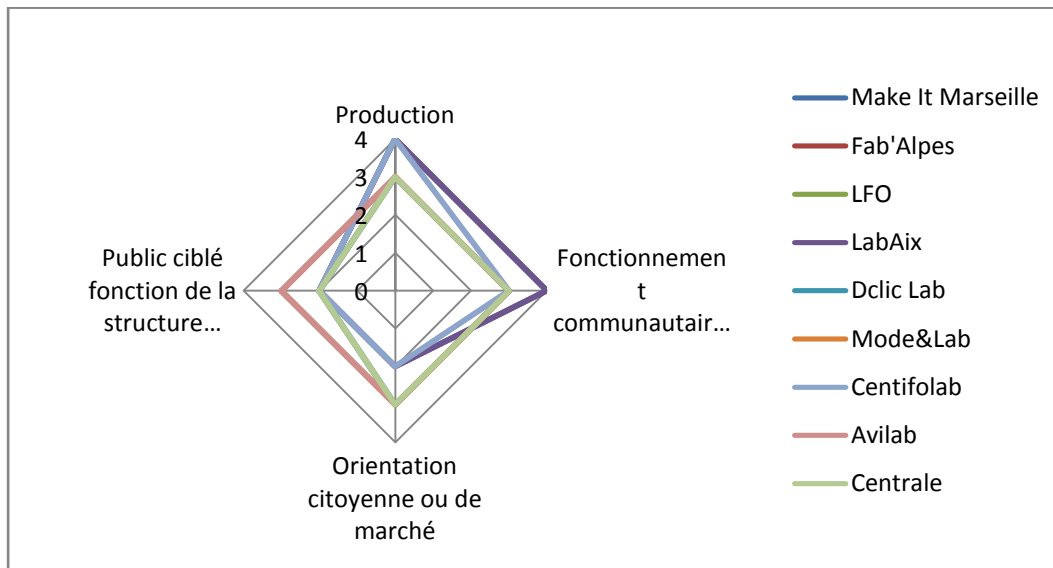 Production
4
3
2
1
0
Public ciblé
fonction de la
structure…
Fonctionnemen
t
communautair…
Orientation
citoyenne ou de
marché
Make It Marseille
Fab'Alpes
LFO
LabAix
Dclic Lab
Mode&Lab
Centifolab
Avilab
Centrale